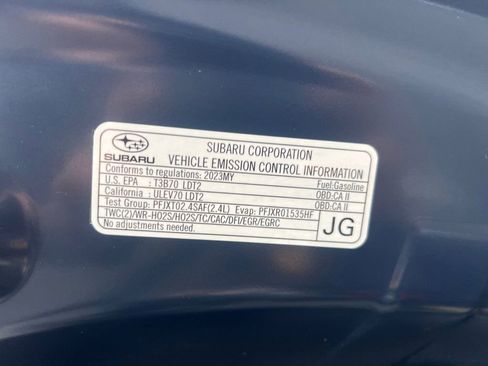 SUBARU CORPORATION
SUBARU VEHICLE EMISSION CONTROL INFORMATION
Conforms to regulations: 2023MY Fuel:Gasoline
U.S. EPA : T3B70 LDT2 OBD:CA II
California : ULEV70 LDT2 OBD:CA II
Test Group: PFJXT02.4SAF(2.4L) Evap: PFJXR01535HF
TWC(2)/WR-HO2S/HO2S/TC/CAC/DFI/EGR/EGRC
No adjustments needed. JG